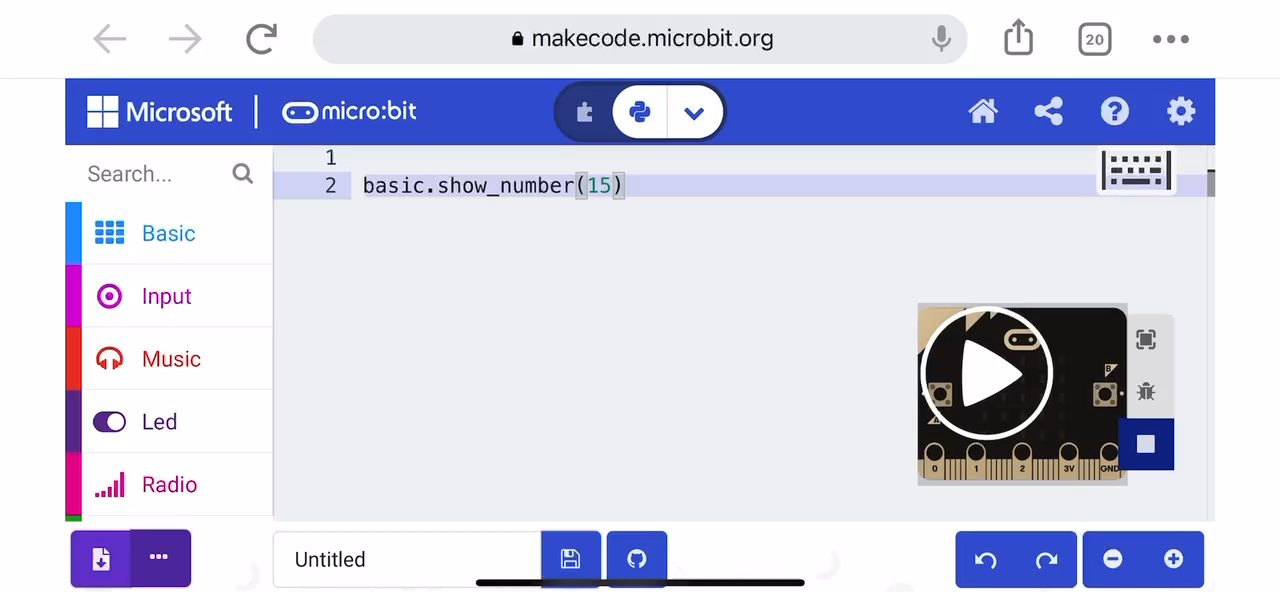 makecode.microbit.org
20
Microsoft
micro:bit
Search...
1
2 basic.show_number(15)
Basic
Input
Music
Led
Radio
B
A
0 1 2 3V GND
Untitled